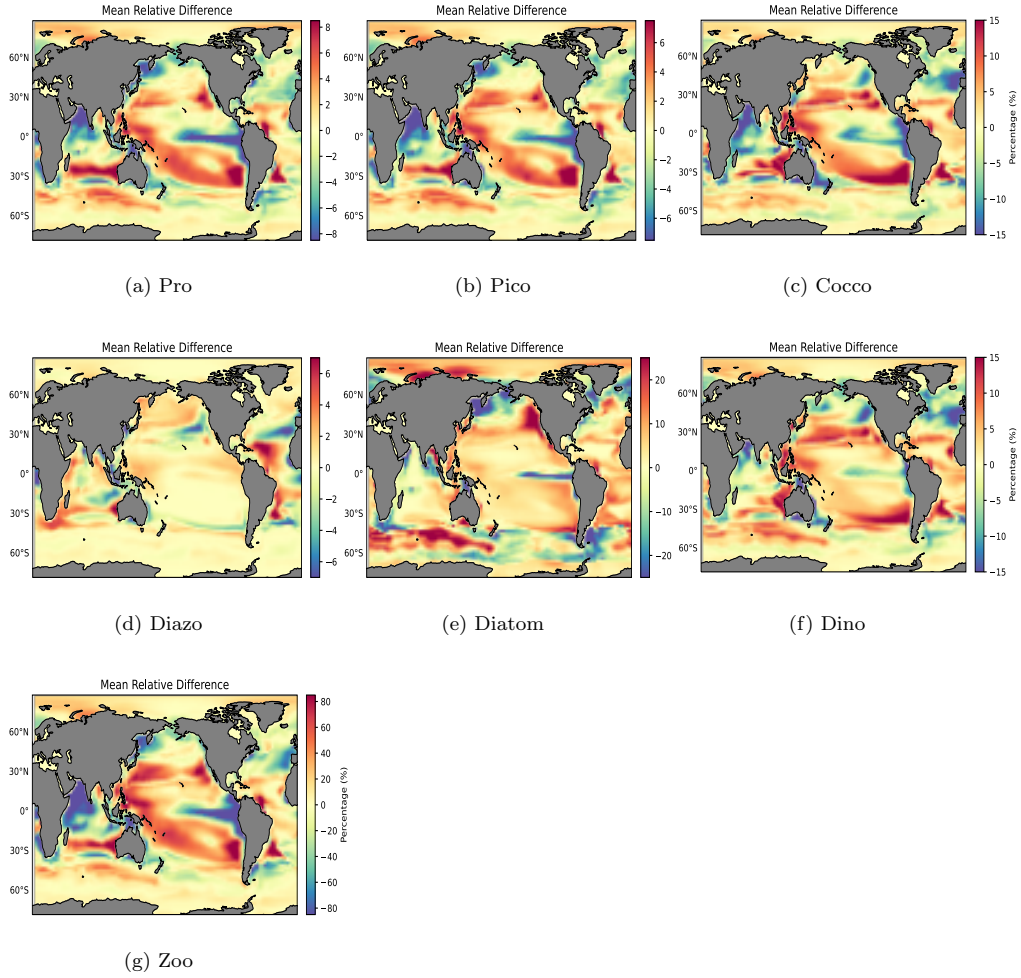 Mean Relative Difference Mean Relative Difference Mean Relative Difference
60°N
30°N
0°
30°S
60°S
8
6
4
2
0
−2
−4
−6
−8
6
4
2
0
−2
−4
−6
60°N
30°N
0°
30°S
60°S
15
10
5
0
−5
−10
−15
Percentage (%)
(a) Pro (b) Pico (c) Cocco
Mean Relative Difference Mean Relative Difference Mean Relative Difference
60°N
30°N
0°
30°S
60°S
6
4
2
0
−2
−4
−6
60°N
30°N
0°
30°S
60°S
20
10
0
−10
−20
60°N
30°N
0°
30°S
60°S
15
10
5
0
−5
−10
−15
Percentage (%)
(d) Diazo (e) Diatom (f) Dino
Mean Relative Difference
60°N
30°N
0°
30°S
60°S
80
60
40
20
0
−20
−40
−60
−80
Percentage (%)
(g) Zoo